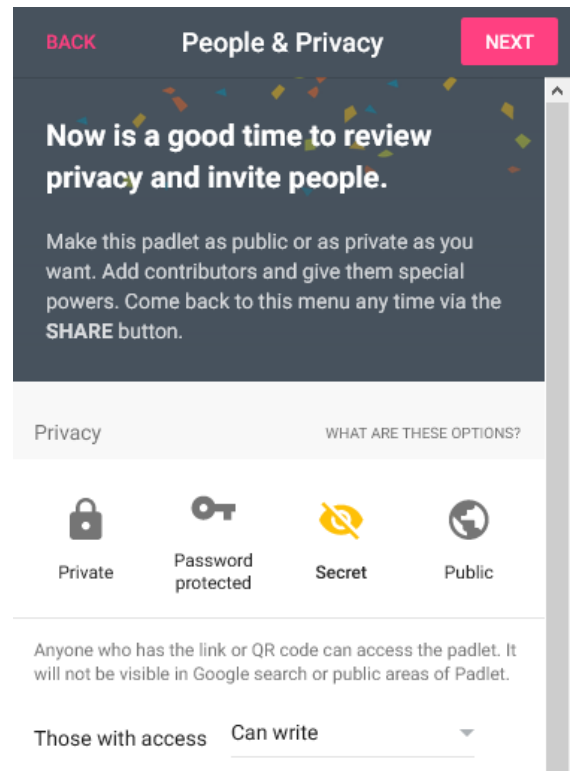 BACK People & Privacy NEXT
Now is a good time to review
privacy and invite people.
Make this padlet as public or as private as you
want. Add contributors and give them special
powers. Come back to this menu any time via the
SHARE button.
Privacy WHAT ARE THESE OPTIONS?
Private Password protected Secret Public
Anyone who has the link or QR code can access the padlet. It
will not be visible in Google search or public areas of Padlet.
Those with access Can write